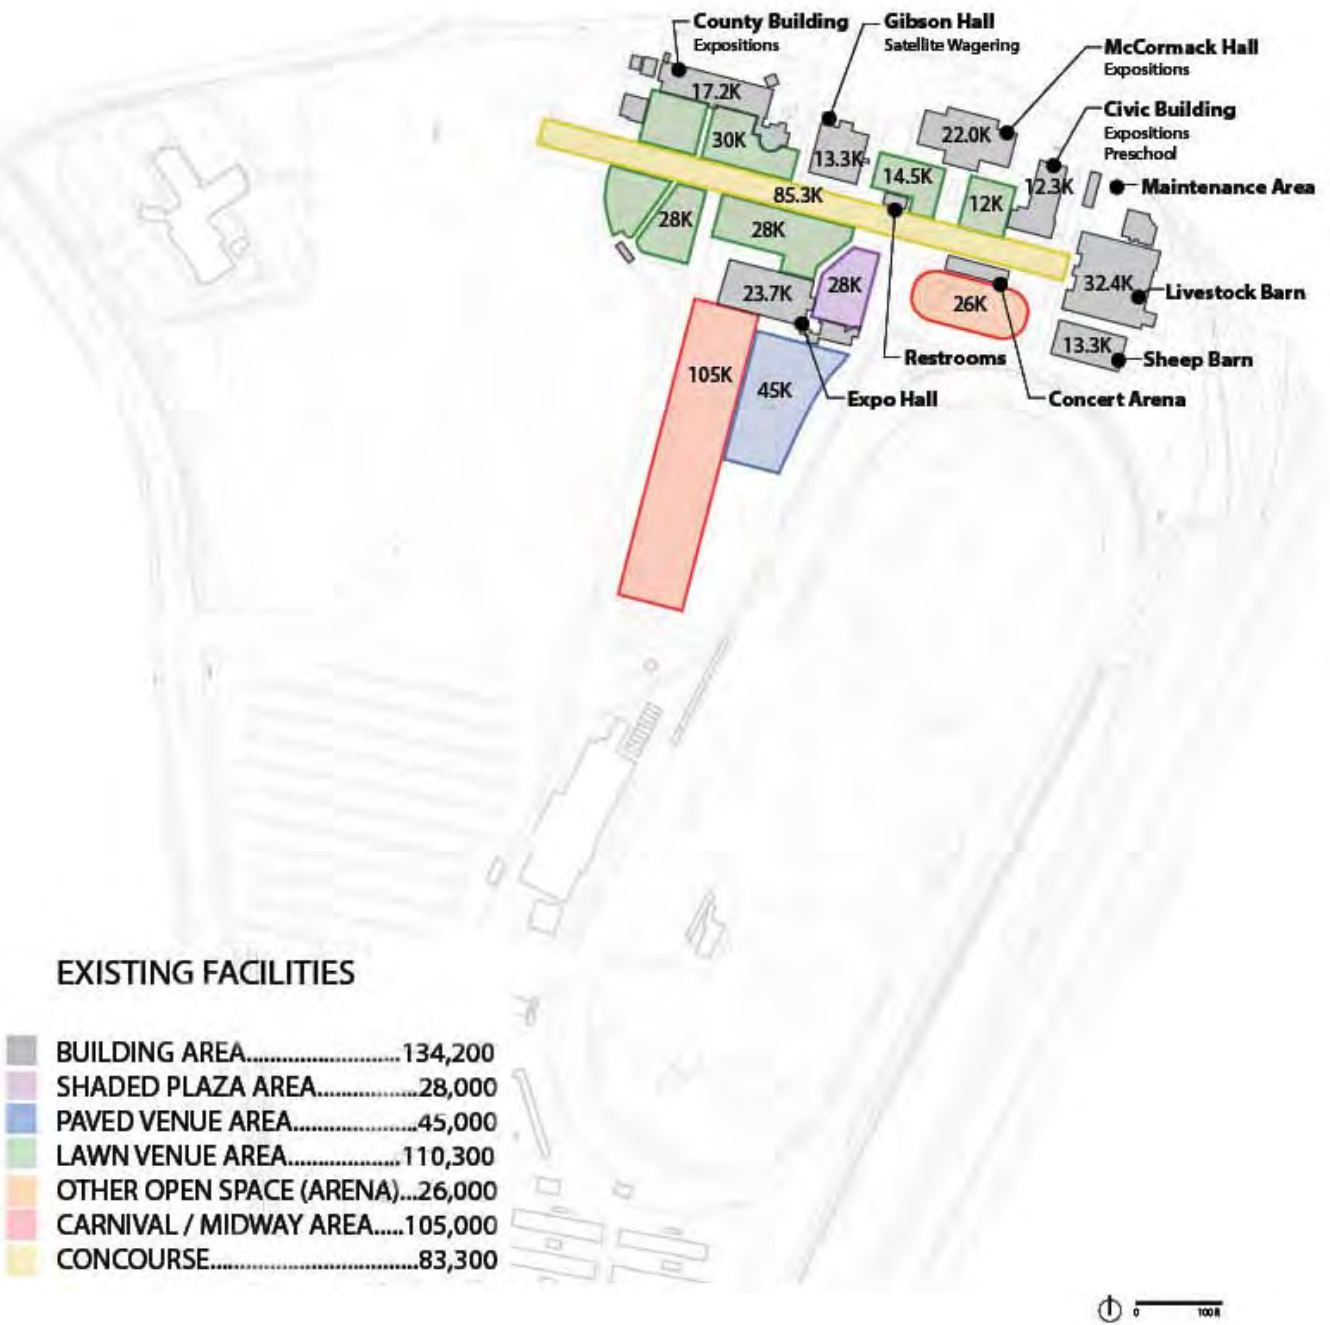 County Building
Expositions
Gibson Hall
Satellite Wagering
McCormack Hall
Expositions
Civic Building
Expositions
Preschool
Maintenance Area
17.2K
30K
13.3K
22.0K
14.5K
12.3K
12K
85.3K
28K
28K
23.7K
28K
26K
32.4K
Livestock Barn
13.3K
Sheep Barn
Restrooms
105K
45K
Expo Hall
Concert Arena
EXISTING FACILITIES
BUILDING AREA..................................134,200
SHADED PLAZA AREA......................28,000
PAVED VENUE AREA...........................45,000
LAWN VENUE AREA.........................110,300
OTHER OPEN SPACE (ARENA)...26,000
CARNIVAL / MIDWAY AREA.....105,000
CONCOURSE.............................................83,300
0 100 ft